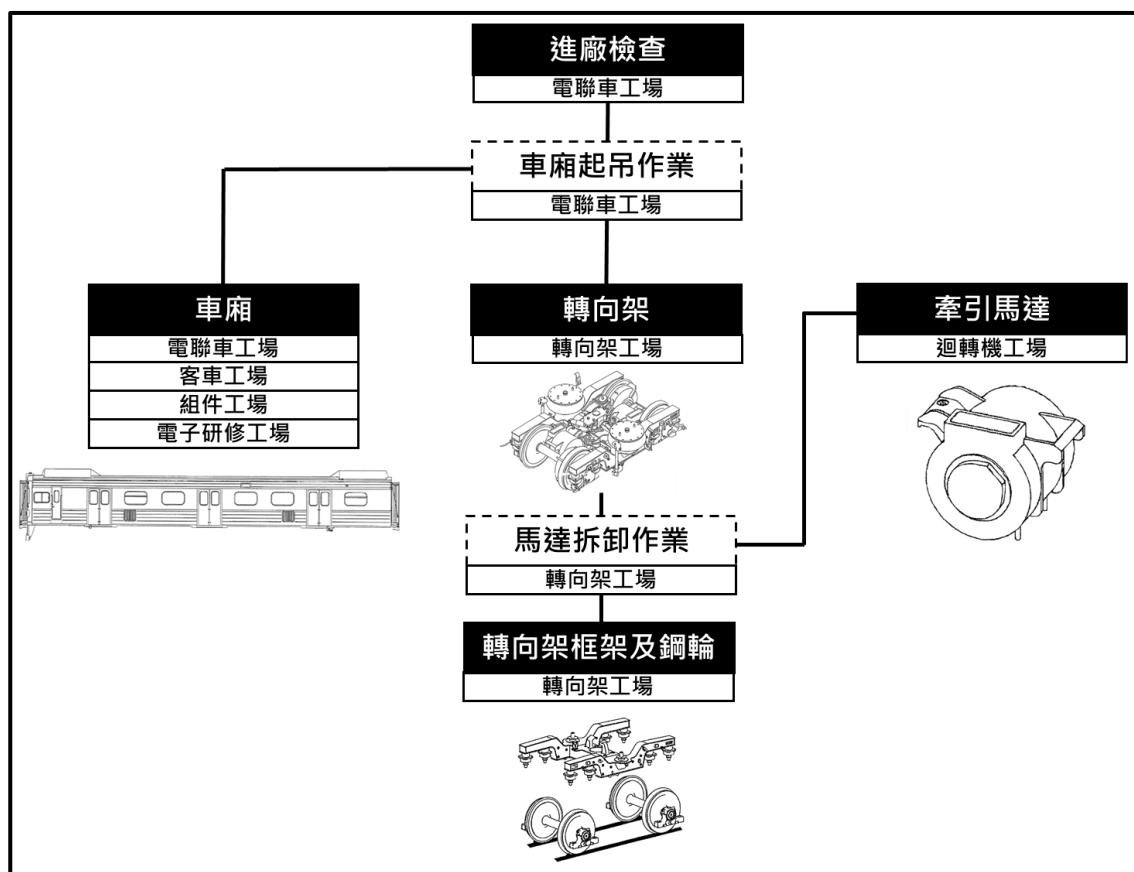 進廠檢查
電聯車工場
車廂起吊作業
電聯車工場
車廂
電聯車工場
客車工場
組件工場
電子研修工場
轉向架
轉向架工場
牽引馬達
迴轉機工場
馬達拆卸作業
轉向架工場
轉向架框架及鋼輪
轉向架工場